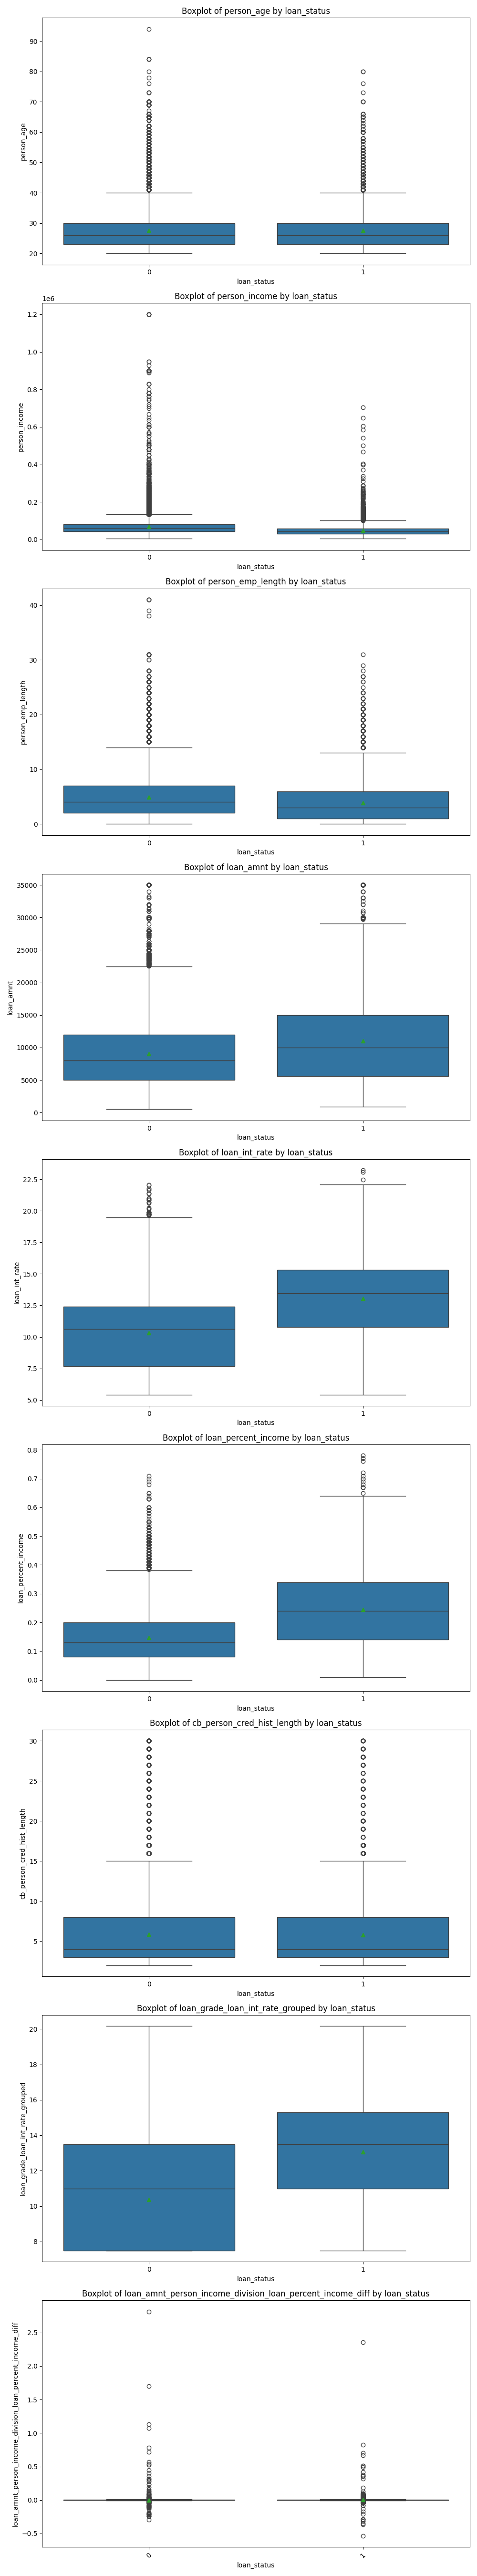 Boxplot of person_age by loan_status
90
80
70
60
50
40
30
20
person_age
0 1
loan_status
Boxplot of person_income by loan_status
1e6
1.2
1.0
0.8
0.6
0.4
0.2
0.0
person_income
0 1
loan_status
Boxplot of person_emp_length by loan_status
40
30
20
10
0
person_emp_length
0 1
loan_status
Boxplot of loan_amnt by loan_status
35000
30000
25000
20000
15000
10000
5000
0
loan_amnt
0 1
loan_status
Boxplot of loan_int_rate by loan_status
22.5
20.0
17.5
15.0
12.5
10.0
7.5
5.0
loan_int_rate
0 1
loan_status
Boxplot of loan_percent_income by loan_status
0.8
0.7
0.6
0.5
0.4
0.3
0.2
0.1
0.0
loan_percent_income
0 1
loan_status
Boxplot of cb_person_cred_hist_length by loan_status
30
25
20
15
10
5
cb_person_cred_hist_length
0 1
loan_status
Boxplot of loan_grade_loan_int_rate_grouped by loan_status
20
18
16
14
12
10
8
loan_grade_loan_int_rate_grouped
0 1
loan_status
Boxplot of loan_amnt_person_income_division_loan_percent_income_diff by loan_status
2.5
2.0
1.5
1.0
0.5
0.0
−0.5
loan_amnt_person_income_division_loan_percent_income_diff
0 1
loan_status